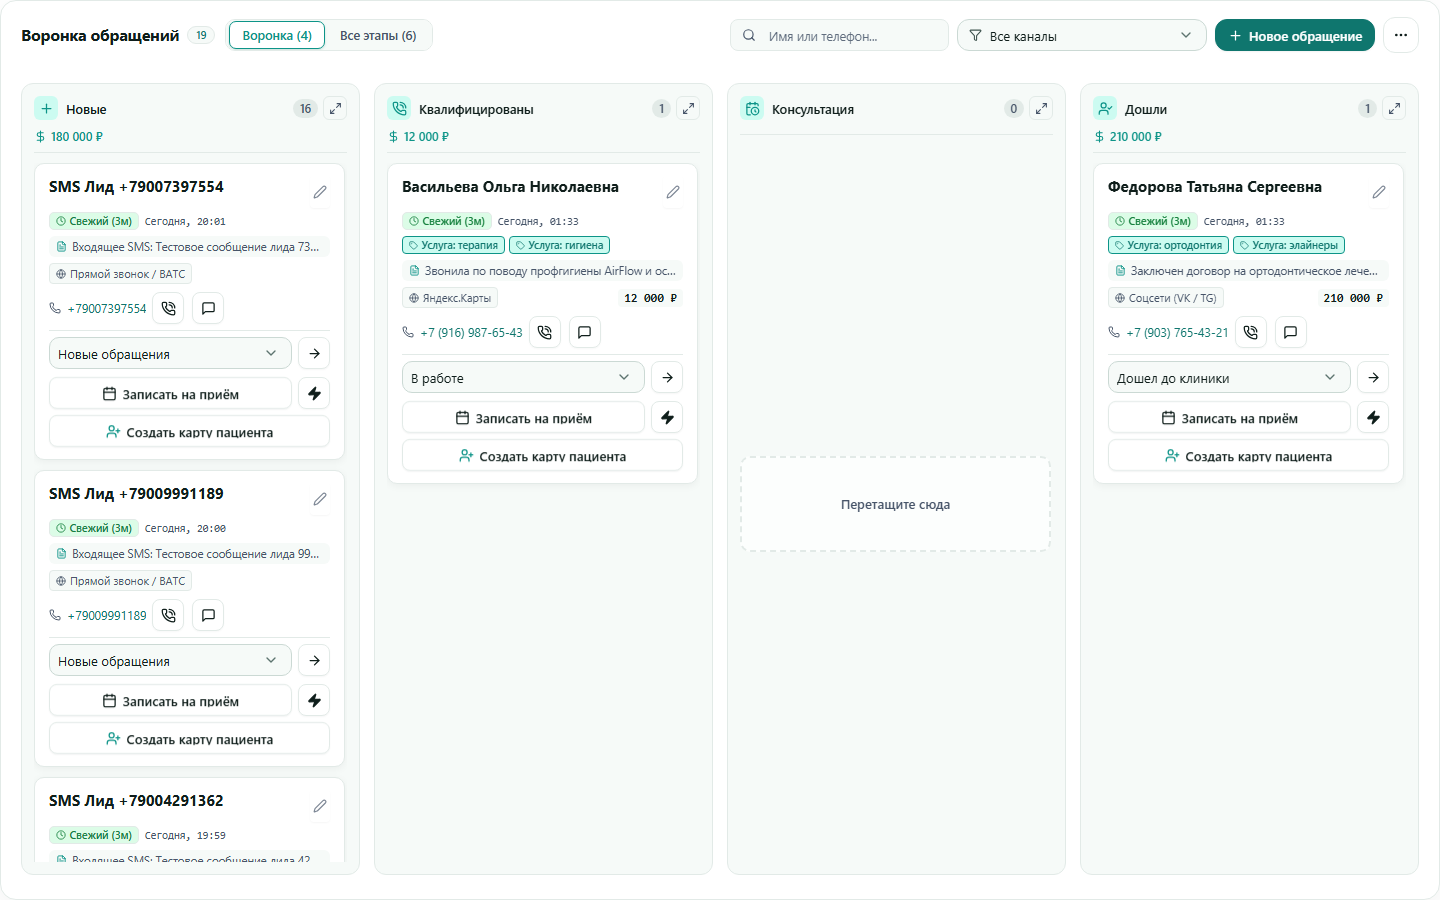 Воронка обращений 19 Воронка (4) Все этапы (6) Имя или телефон... Все каналы Новое обращение
Новые 16
180 000 ₽
SMS Лид +79007397554
Свежий (3м) Сегодня, 20:01
Входящее SMS: Тестовое сообщение лида 73...
Прямой звонок / ВАТС
+79007397554
Новые обращения
Записать на приём
Создать карту пациента
SMS Лид +79009991189
Свежий (3м) Сегодня, 20:00
Входящее SMS: Тестовое сообщение лида 99...
Прямой звонок / ВАТС
+79009991189
Новые обращения
Записать на приём
Создать карту пациента
SMS Лид +79004291362
Свежий (3м) Сегодня, 19:59
Входящее SMS: Тестовое сообщение лида 42...
Квалифицированы 1
12 000 ₽
Васильева Ольга Николаевна
Свежий (3м) Сегодня, 01:33
Услуга: терапия Услуга: гигиена
Звонила по поводу профгигиены AirFlow и ос...
Яндекс.Карты 12 000 ₽
+7 (916) 987-65-43
В работе
Записать на приём
Создать карту пациента
Консультация 0
Перетащите сюда
Дошли 1
210 000 ₽
Федорова Татьяна Сергеевна
Свежий (3м) Сегодня, 01:33
Услуга: ортодонтия Услуга: элайнеры
Заключен договор на ортодонтическое лече...
Соцсети (VK / TG) 210 000 ₽
+7 (903) 765-43-21
Дошел до клиники
Записать на приём
Создать карту пациента